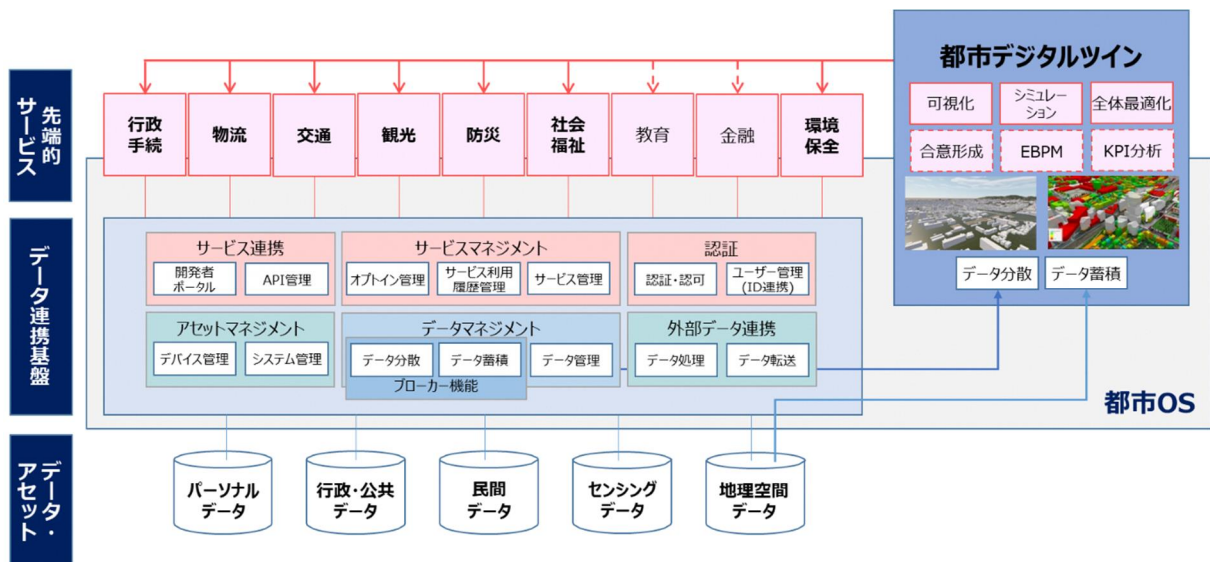 都市デジタルツイン
可視化
シミュレー
ション
全体最適化
合意形成
EBPM
KPI分析
データ分散
データ蓄積
先端的
サービス
行政
手続
物流
交通
観光
防災
社会
福祉
教育
金融
環境
保全
データ連携基盤
サービス連携
開発者
ポータル
API管理
サービスマネジメント
オプトイン管理
サービス利用
履歴管理
サービス管理
認証
認証・認可
ユーザー管理
(ID連携)
アセットマネジメント
デバイス管理
システム管理
データマネジメント
データ分散
データ蓄積
データ管理
ブローカー機能
外部データ連携
データ処理
データ転送
都市OS
データ・
アセット
パーソナル
データ
行政・公共
データ
民間
データ
センシング
データ
地理空間
データ